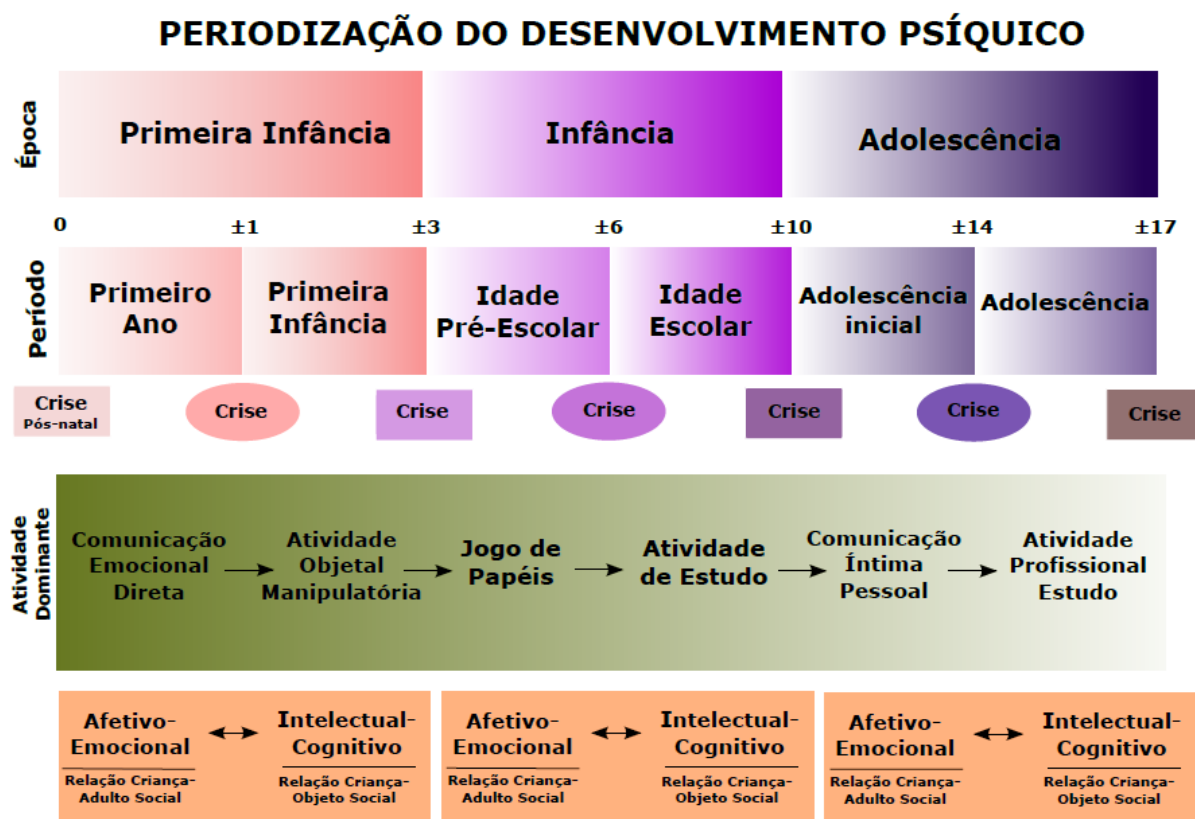 PERIODIZAÇÃO DO DESENVOLVIMENTO PSÍQUICO
Época
Primeira Infância
Infância
Adolescência
0 ±1 ±3 ±6 ±10 ±14 ±17
Período
Primeiro
Ano
Primeira
Infância
Idade
Pré-Escolar
Idade
Escolar
Adolescência
inicial
Adolescência
Crise
Pós-natal
Crise
Crise
Crise
Crise
Crise
Crise
Atividade
Dominante
Comunicação
Emocional
Direta
Atividade
Objetal
Manipulatória
Jogo de
Papéis
Atividade
de Estudo
Comunicação
Íntima
Pessoal
Atividade
Profissional
Estudo
Afetivo-
Emocional
Relação Criança-
Adulto Social
Intelectual-
Cognitivo
Relação Criança-
Objeto Social
Afetivo-
Emocional
Relação Criança-
Adulto Social
Intelectual-
Cognitivo
Relação Criança-
Objeto Social
Afetivo-
Emocional
Relação Criança-
Adulto Social
Intelectual-
Cognitivo
Relação Criança-
Objeto Social